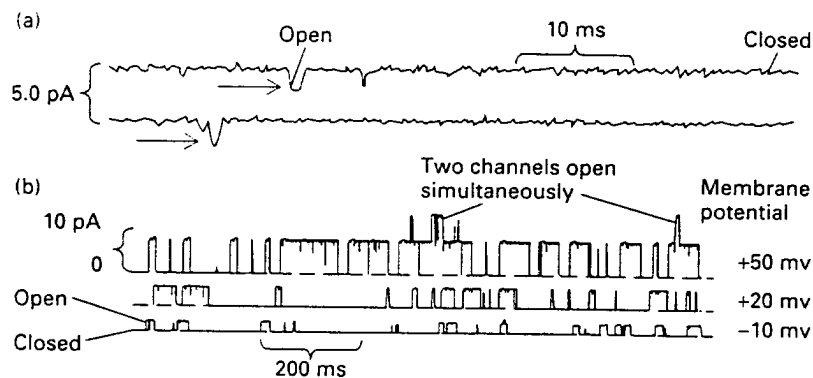 (a)
Open
10 ms
Closed
5.0 pA
(b)
Two channels open
simultaneously
Membrane
potential
10 pA
0
+50 mv
Open
+20 mv
Closed
−10 mv
200 ms